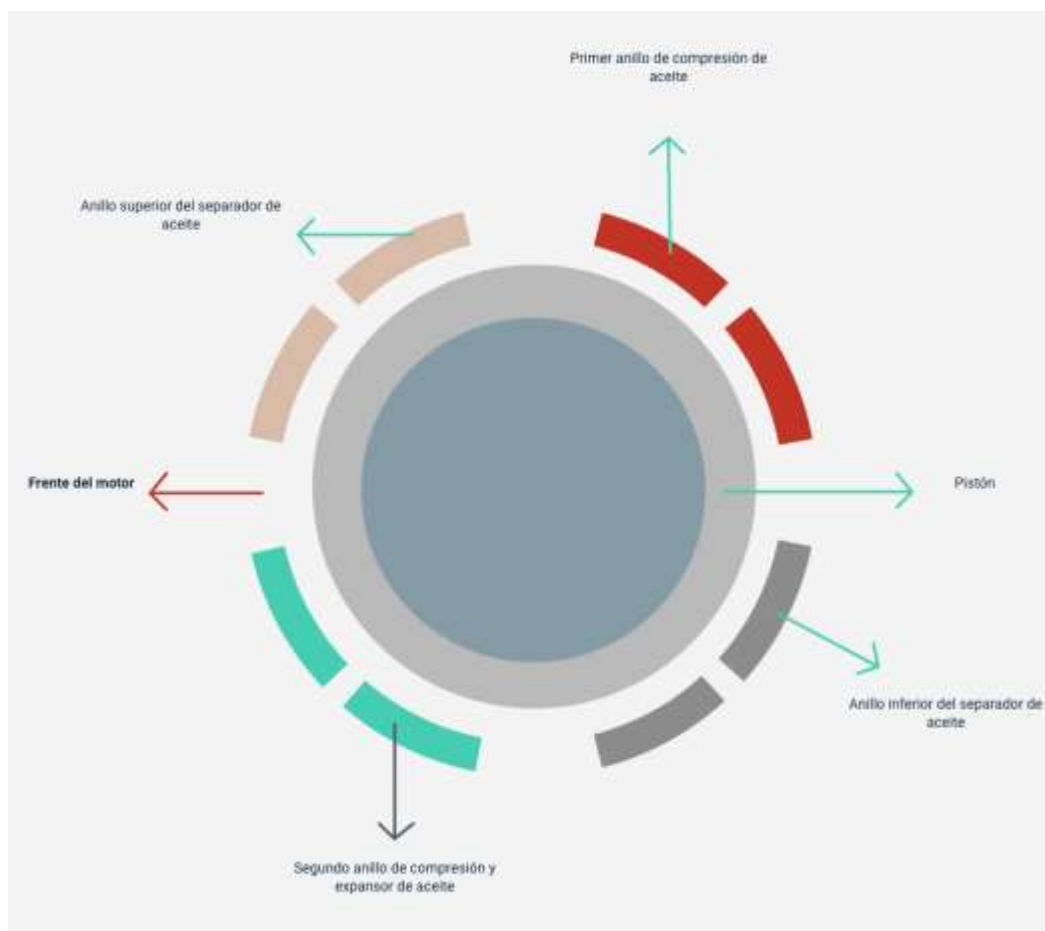 Primer anillo de compresión de
aceite
Anillo superior del separador de
aceite
Frente del motor
Pistón
Anillo inferior del separador de
aceite
Segundo anillo de compresión y
expansor de aceite